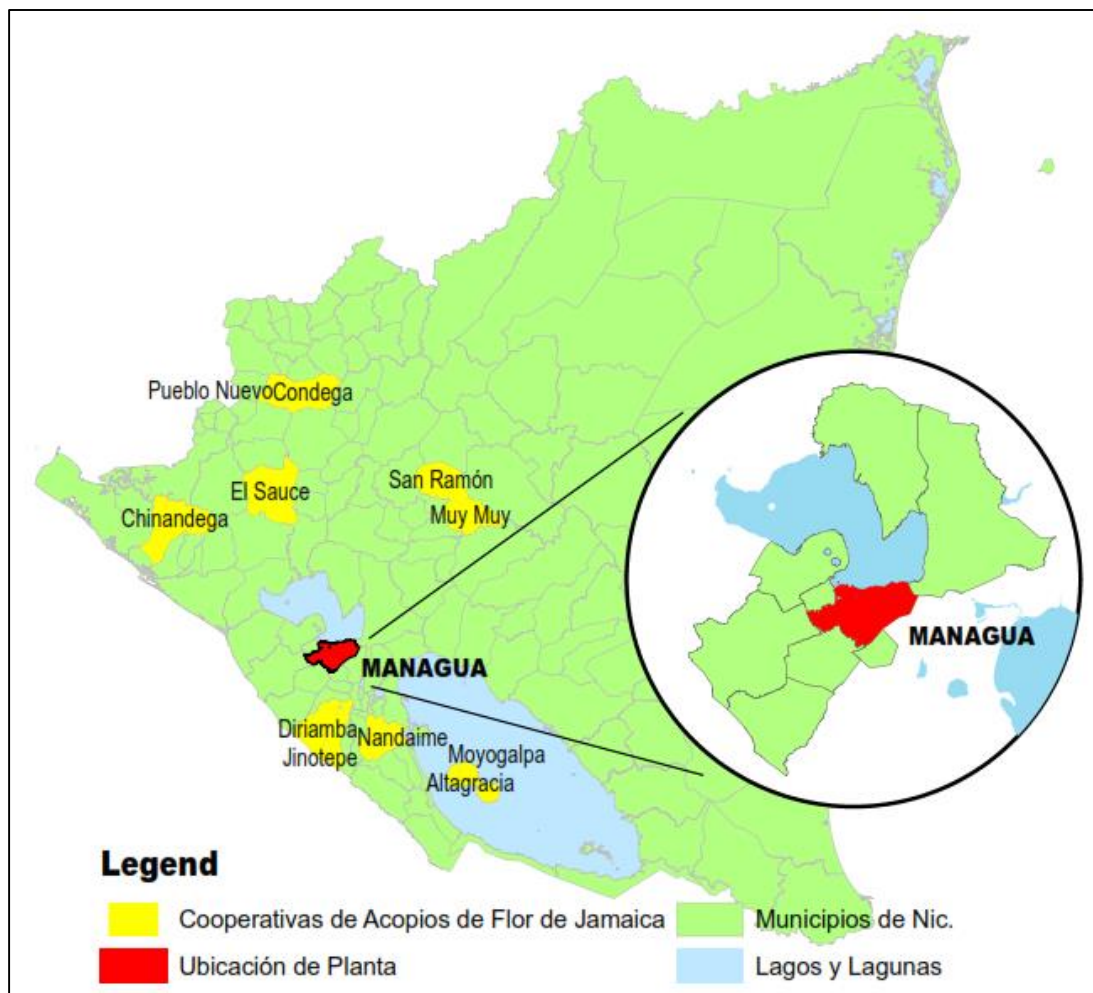 Pueblo Nuevo Condega
San Ramón
El Sauce
Muy Muy
Chinandega
MANAGUA
MANAGUA
Diriamba
Nandaime
Jinotepe
Moyogalpa
Altagracia
Legend
Cooperativas de Acopios de Flor de Jamaica
Municipios de Nic.
Ubicación de Planta
Lagos y Lagunas